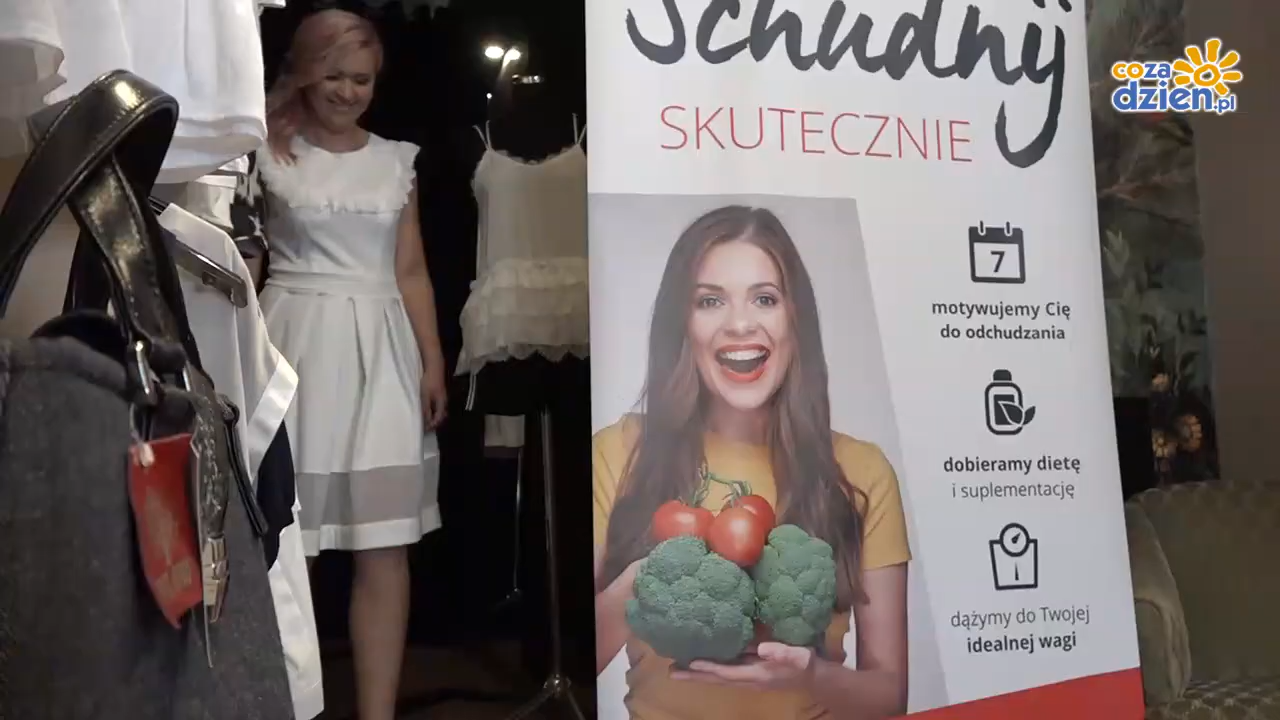 Schudnij
SKUTECZNIE
coza
dzien.pl
7
motywujemy Cię
do odchudzania
dobieramy dietę
i suplementację
dążymy do Twojej
idealnej wagi